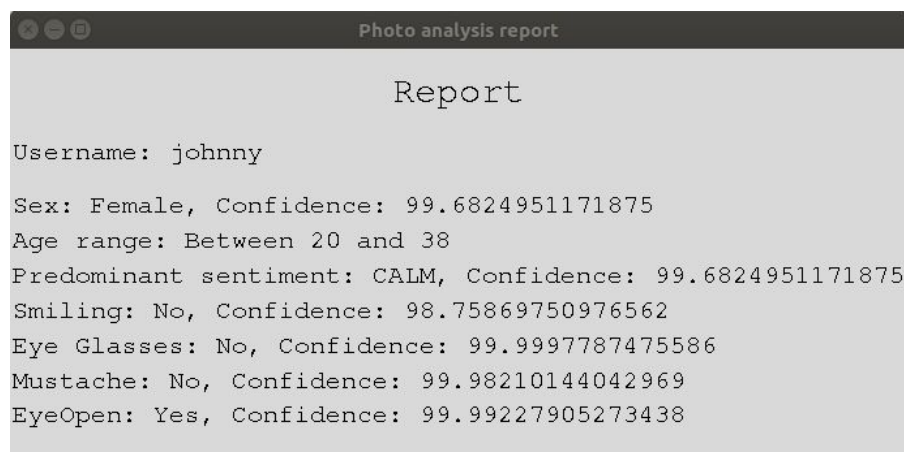 Photo analysis report
Report
Username: johnny
Sex: Female, Confidence: 99.6824951171875
Age range: Between 20 and 38
Predominant sentiment: CALM, Confidence: 99.6824951171875
Smiling: No, Confidence: 98.75869750976562
Eye Glasses: No, Confidence: 99.9997787475586
Mustache: No, Confidence: 99.98210144042969
EyeOpen: Yes, Confidence: 99.99227905273438